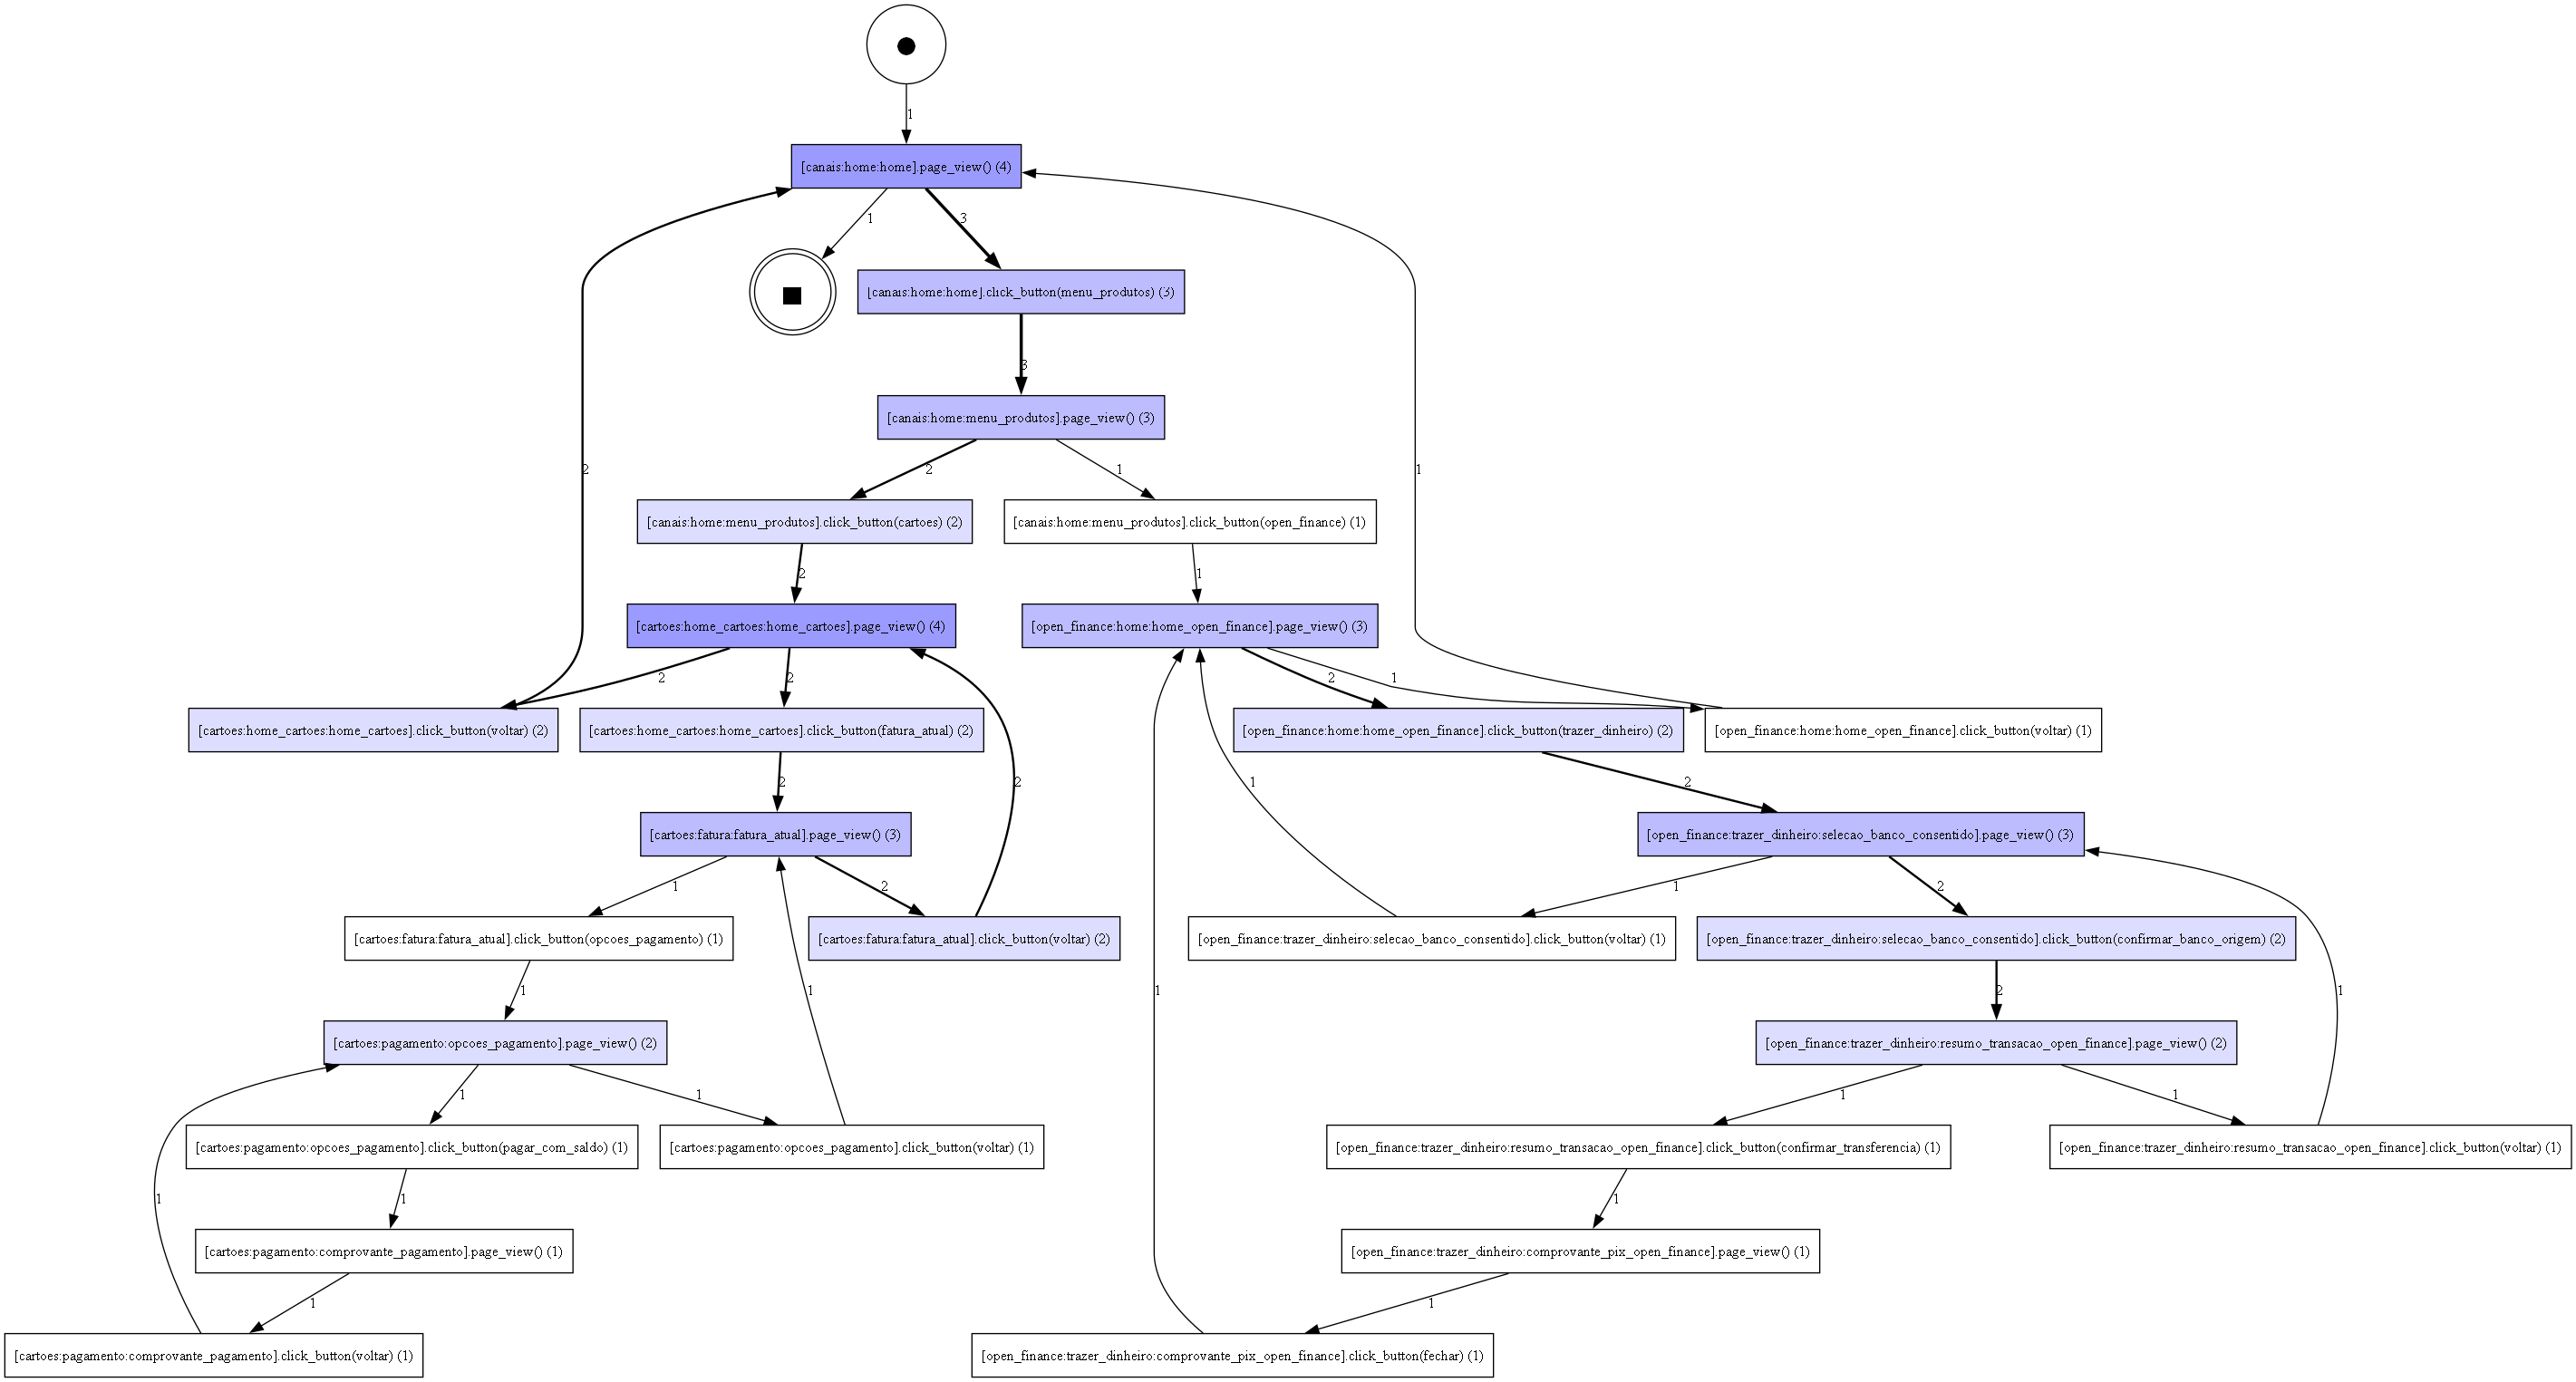 1
[canais:home:home].page_view() (4)
1
3
[canais:home:home].click_button(menu_produtos) (3)
3
[canais:home:menu_produtos].page_view() (3)
2
2
1
1
[canais:home:menu_produtos].click_button(cartoes) (2)
[canais:home:menu_produtos].click_button(open_finance) (1)
2
1
[cartoes:home_cartoes:home_cartoes].page_view() (4)
[open_finance:home:home_open_finance].page_view() (3)
2
2
2
1
[cartoes:home_cartoes:home_cartoes].click_button(voltar) (2)
[cartoes:home_cartoes:home_cartoes].click_button(fatura_atual) (2)
[open_finance:home:home_open_finance].click_button(trazer_dinheiro) (2)
[open_finance:home:home_open_finance].click_button(voltar) (1)
2
2
1
2
[cartoes:fatura:fatura_atual].page_view() (3)
[open_finance:trazer_dinheiro:selecao_banco_consentido].page_view() (3)
1
2
1
2
[cartoes:fatura:fatura_atual].click_button(opcoes_pagamento) (1)
[cartoes:fatura:fatura_atual].click_button(voltar) (2)
[open_finance:trazer_dinheiro:selecao_banco_consentido].click_button(voltar) (1)
[open_finance:trazer_dinheiro:selecao_banco_consentido].click_button(confirmar_banco_origem) (2)
1
1
1
2
1
[cartoes:pagamento:opcoes_pagamento].page_view() (2)
[open_finance:trazer_dinheiro:resumo_transacao_open_finance].page_view() (2)
1
1
1
1
[cartoes:pagamento:opcoes_pagamento].click_button(pagar_com_saldo) (1)
[cartoes:pagamento:opcoes_pagamento].click_button(voltar) (1)
[open_finance:trazer_dinheiro:resumo_transacao_open_finance].click_button(confirmar_transferencia) (1)
[open_finance:trazer_dinheiro:resumo_transacao_open_finance].click_button(voltar) (1)
1
1
1
[cartoes:pagamento:comprovante_pagamento].page_view() (1)
[open_finance:trazer_dinheiro:comprovante_pix_open_finance].page_view() (1)
1
1
[cartoes:pagamento:comprovante_pagamento].click_button(voltar) (1)
[open_finance:trazer_dinheiro:comprovante_pix_open_finance].click_button(fechar) (1)